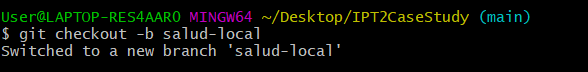 User@LAPTOP-RES4AAR0 MINGW64 ~/Desktop/IPT2CaseStudy (main)
$ git checkout -b salud-local
Switched to a new branch 'salud-local'